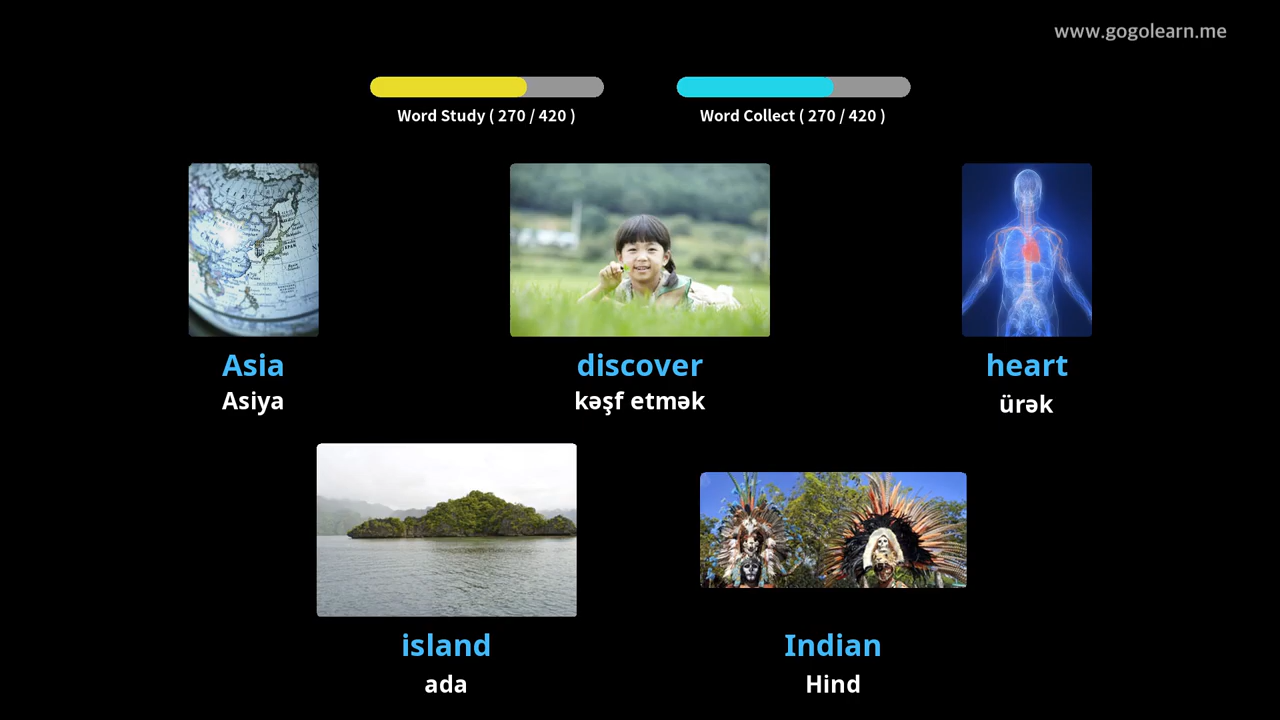 www.gogolearn.me
Word Study ( 270 / 420 )
Word Collect ( 270 / 420 )
Asia
Asiya
discover
kəşf etmək
heart
ürək
island
ada
Indian
Hind